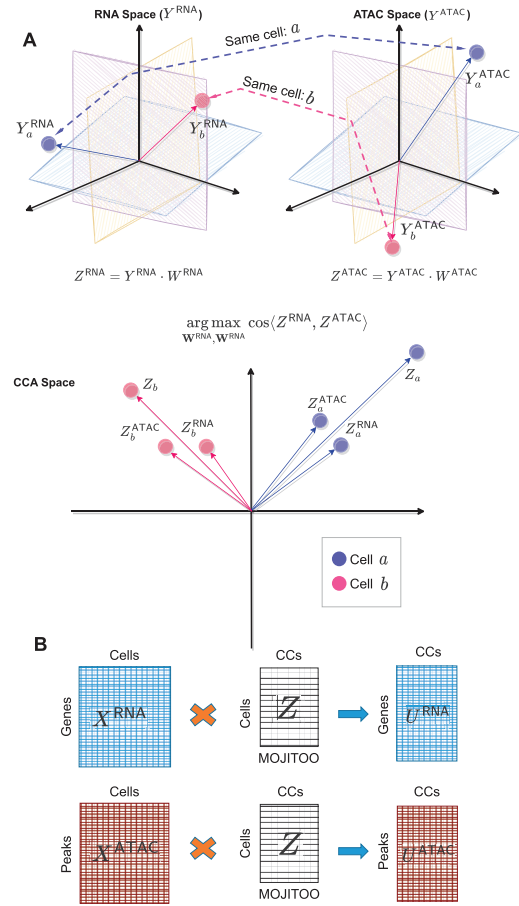 A
RNA Space (Y^RNA)
ATAC Space (Y^ATAC)
Same cell: a
Same cell: b
Y_a^RNA
Y_b^RNA
Y_a^ATAC
Y_b^ATAC
Z^RNA = Y^RNA · W^RNA
Z^ATAC = Y^ATAC · W^ATAC
arg max cos⟨Z^RNA, Z^ATAC⟩
W^RNA, W^RNA
CCA Space
Z_b
Z_a
Z_b^ATAC
Z_b^RNA
Z_a^ATAC
Z_a^RNA
Cell a
Cell b
B
Cells
CCs
CCs
Genes
X^RNA
Cells
Z
Genes
U^RNA
MOJITOO
Cells
CCs
CCs
Peaks
X^ATAC
Cells
Z
Peaks
U^ATAC
MOJITOO